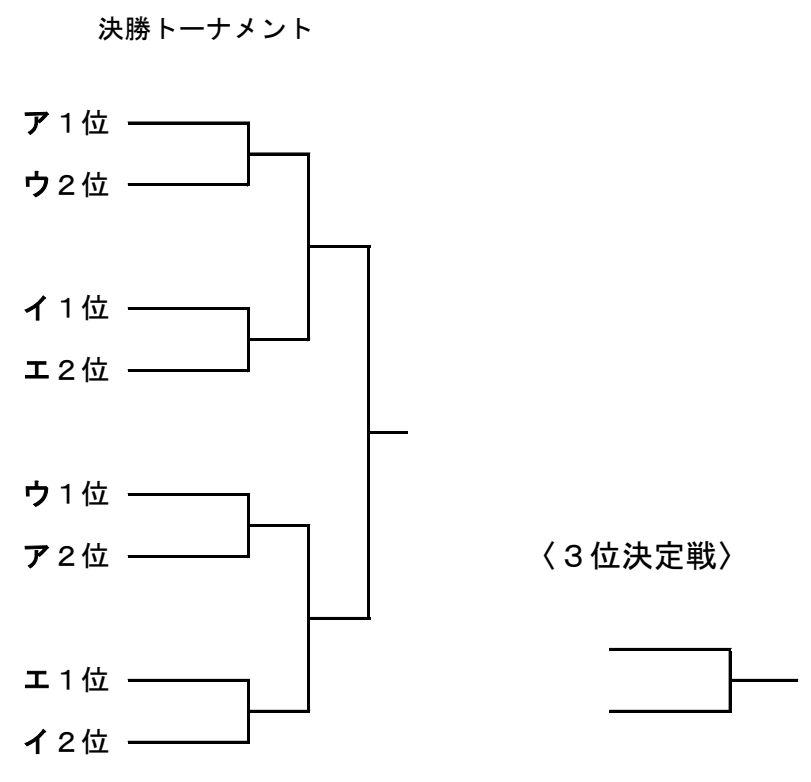 決勝トーナメント
ア１位
ウ２位
イ１位
エ２位
ウ１位
ア２位
〈３位決定戦〉
エ１位
イ２位